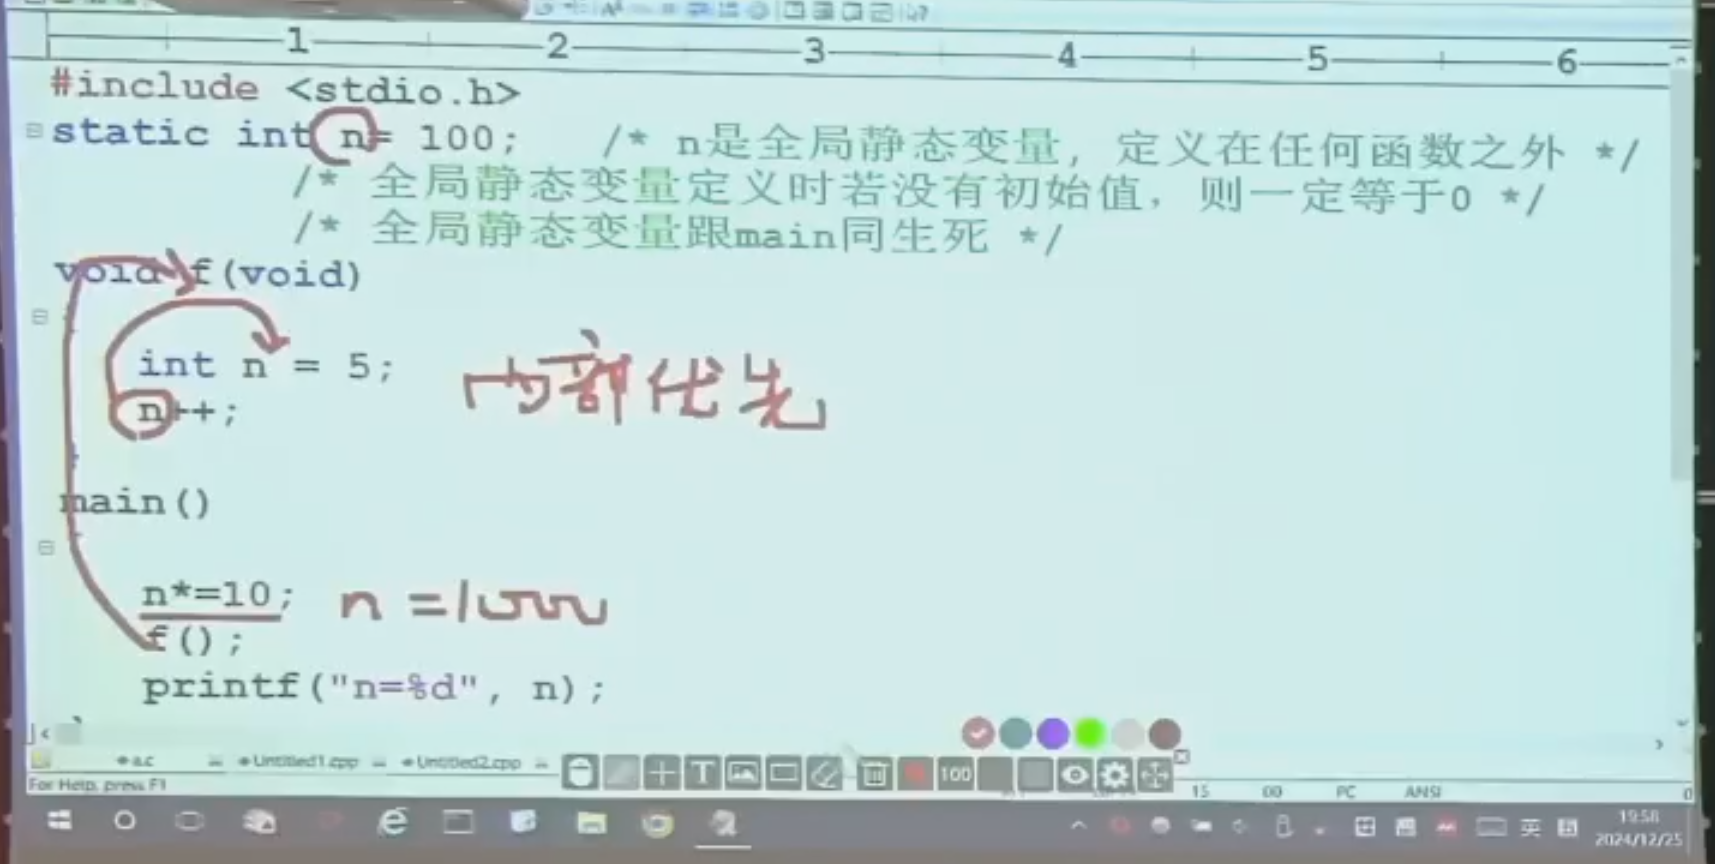 1 2 3 4 5 6
#include <stdio.h>
static int n= 100; /* n是全局静态变量, 定义在任何函数之外 */
/* 全局静态变量定义时若没有初始值, 则一定等于0 */
/* 全局静态变量跟main同生死 */
void f(void)
{
int n = 5;
内部优先
n++;
}
main()
{
n*=10; n=1000
f();
printf("n=%d", n);
a.c Untitled1.cpp Untitled2.cpp
T 100
For Help, press F1 15 00 PC ANSI
英 19:58
2024/12/25